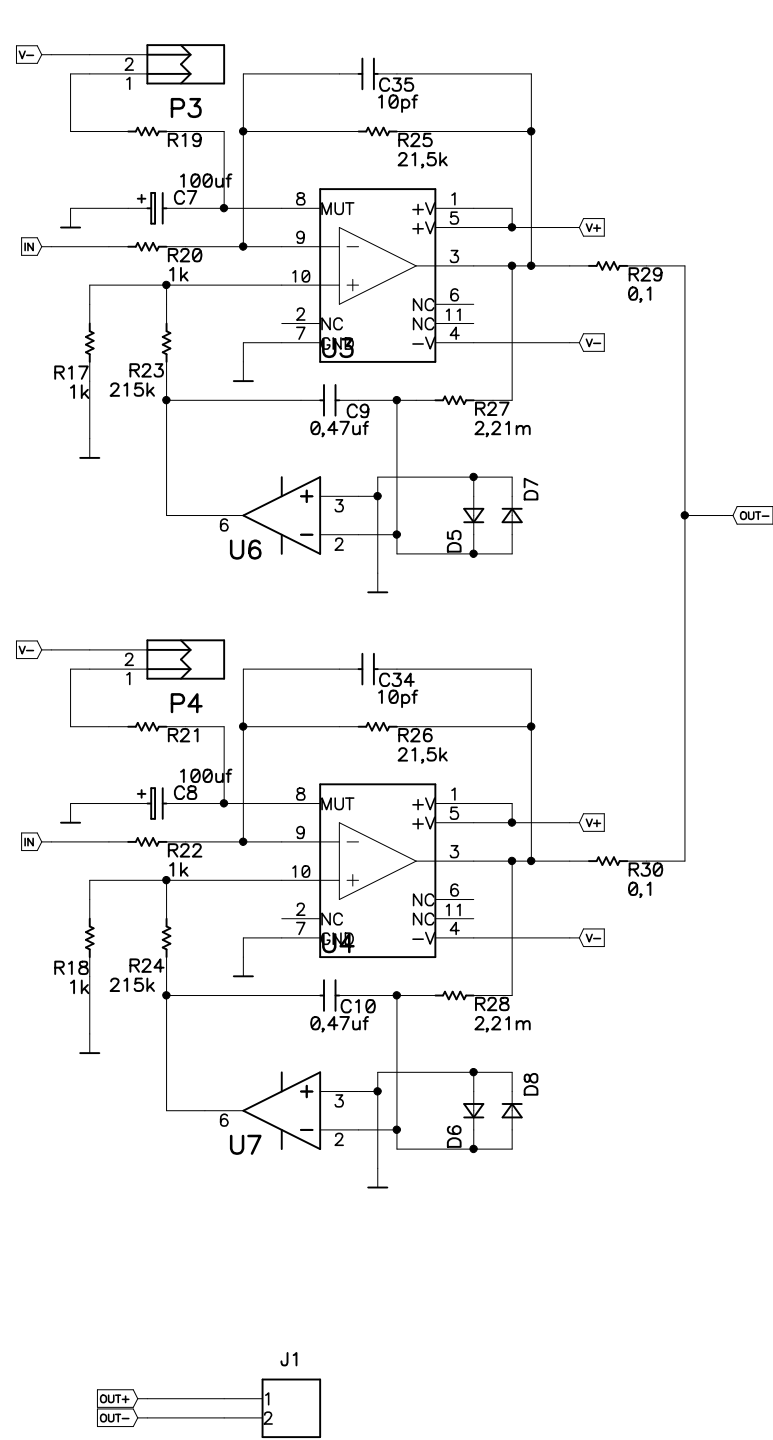 V-
2
1
P3
C35
10pf
R19
R25
21,5k
100uf
+
C7
8
MUT
+V
1
+V
5
V+
IN
R20
1k
9
3
10
R29
0,1
NC
6
2
NC
NC
11
7
GND
U3
-V
4
V-
R17
1k
R23
215k
C9
0,47uf
R27
2,21m
3
6
2
U6
D5
D7
V-
2
1
P4
C34
10pf
R21
R26
21,5k
100uf
+
C8
8
MUT
+V
1
+V
5
V+
IN
R22
1k
9
3
10
R30
0,1
NC
6
2
NC
NC
11
7
GND
U4
-V
4
V-
R18
1k
R24
215k
C10
0,47uf
R28
2,21m
3
6
2
U7
D6
D8
OUT-
J1
OUT+
1
OUT-
2